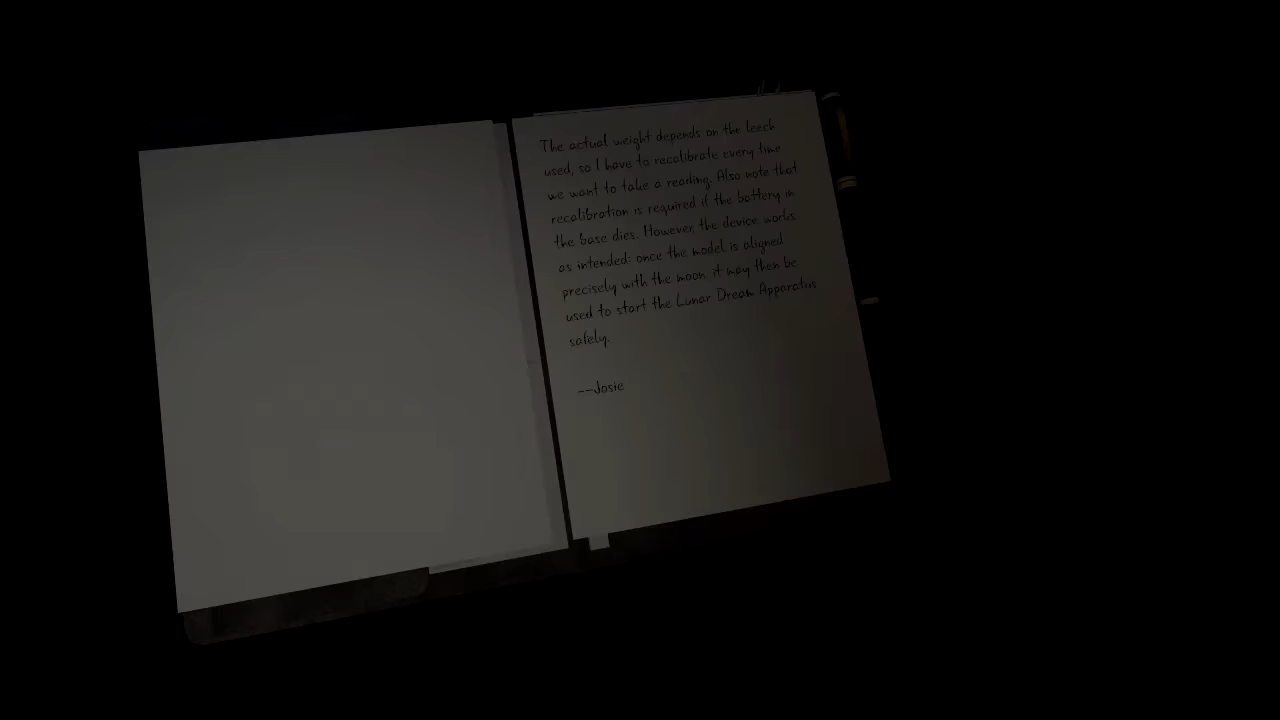 The actual weight depends on the leech
used, so I have to recalibrate every time
we want to take a reading. Also note that
recalibration is required if the battery in
the base dies. However, the device works
as intended: once the model is aligned
precisely with the moon, it may then be
used to start the Lunar Dream Apparatus
safely.
--Josie